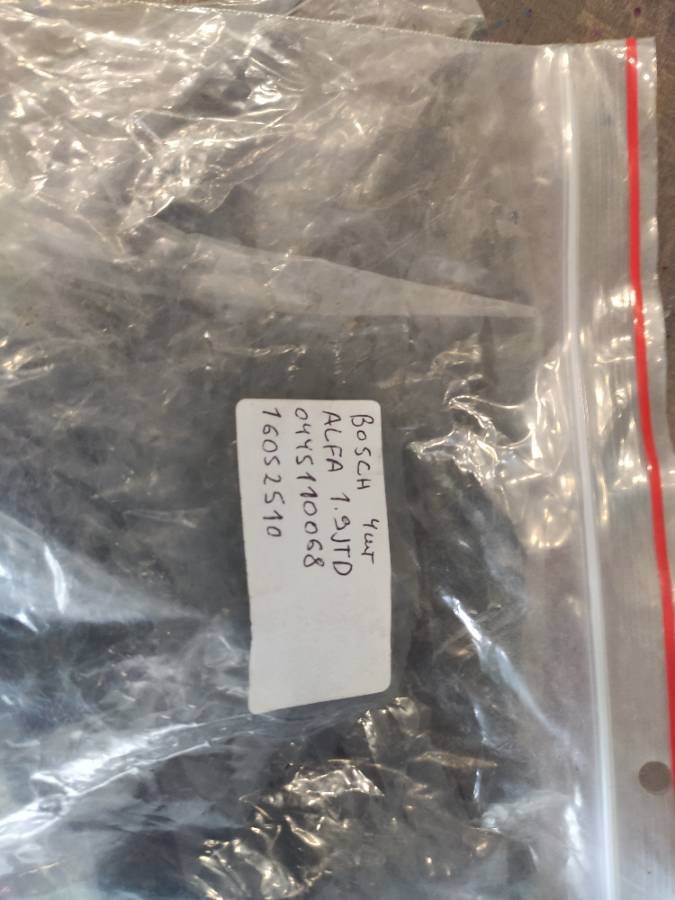 BOSCH 4шт
ALFA 1.9JTD
0445110068
16052510